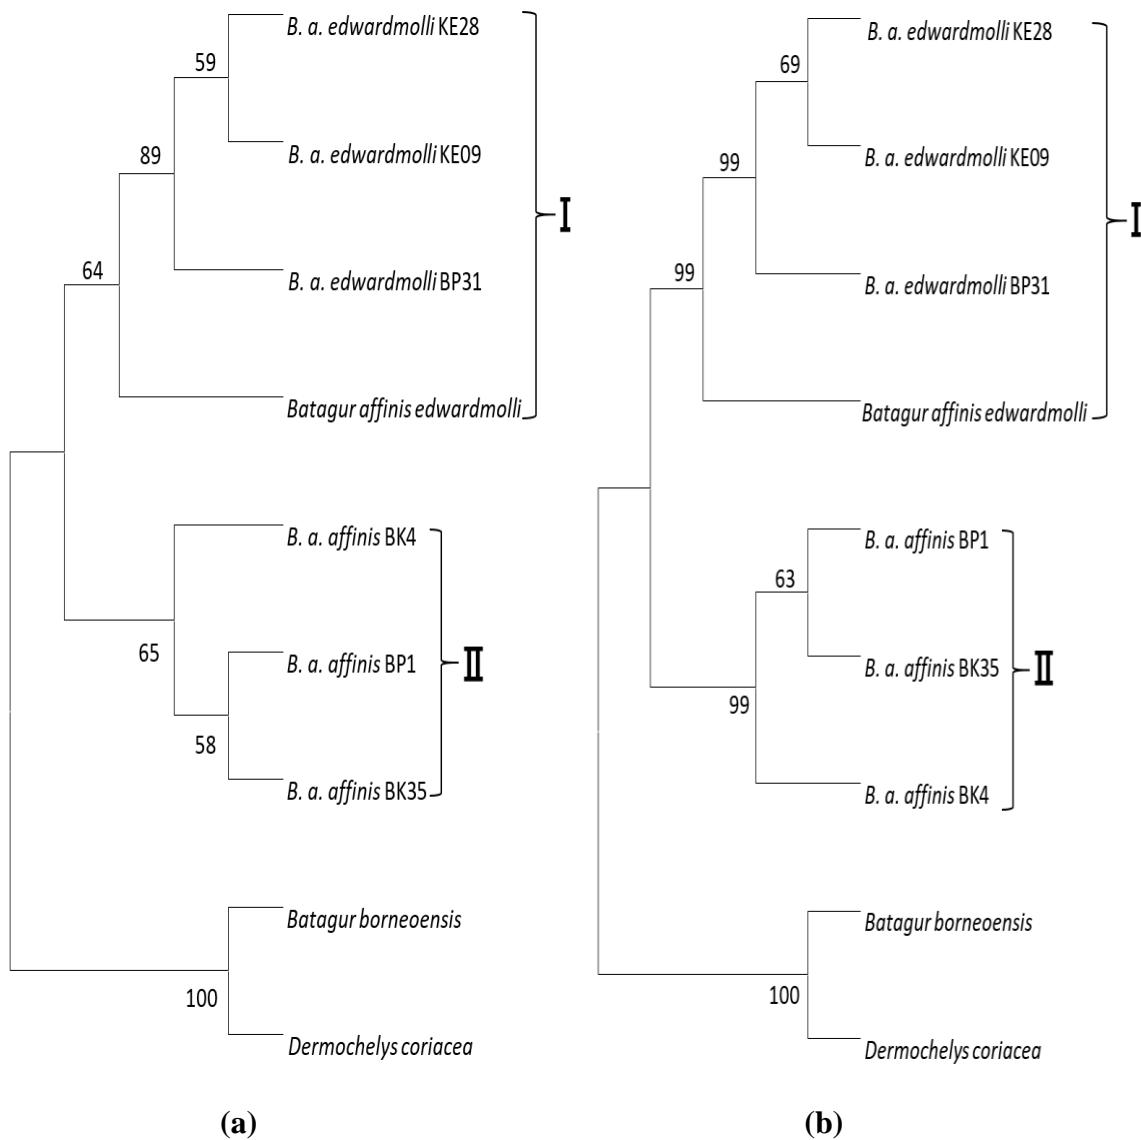 B. a. edwardmolli KE28
59
B. a. edwardmolli KE09
89
B. a. edwardmolli BP31
64
Batagur affinis edwardmolli
I
B. a. affinis BK4
65
B. a. affinis BP1
58
B. a. affinis BK35
II
Batagur borneoensis
100
Dermochelys coriacea
(a)
B. a. edwardmolli KE28
69
B. a. edwardmolli KE09
99
B. a. edwardmolli BP31
99
Batagur affinis edwardmolli
I
B. a. affinis BP1
63
B. a. affinis BK35
99
B. a. affinis BK4
II
Batagur borneoensis
100
Dermochelys coriacea
(b)